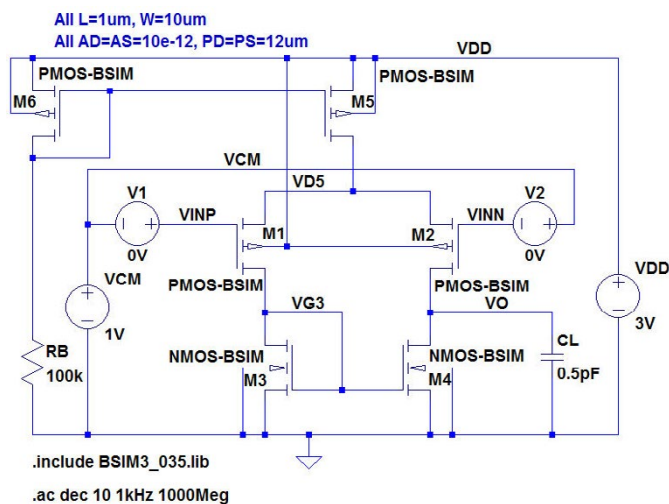 All L=1um, W=10um
All AD=AS=10e-12, PD=PS=12um
VDD
PMOS-BSIM
PMOS-BSIM
M6
M5
VCM
V1
VD5
V2
VINP
VINN
M1
M2
0V
0V
VCM
PMOS-BSIM
PMOS-BSIM
VDD
VG3
VO
1V
3V
RB
NMOS-BSIM
NMOS-BSIM
CL
100k
M3
M4
0.5pF
.include BSIM3_035.lib
.ac dec 10 1kHz 1000Meg